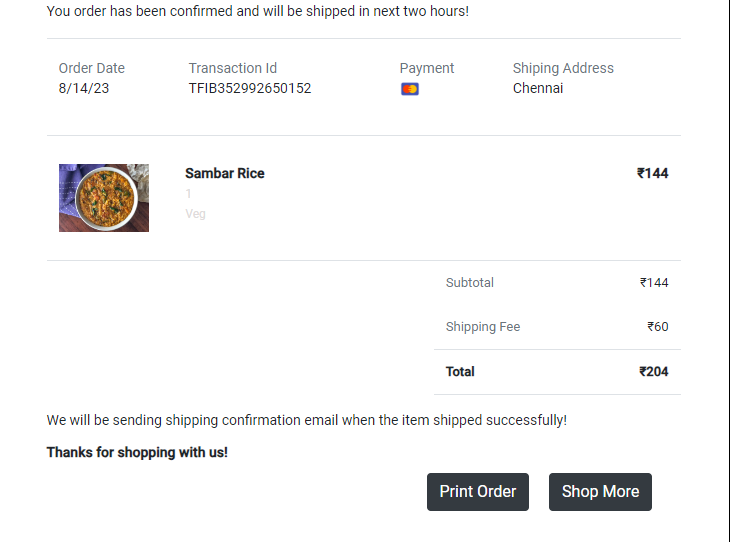 You order has been confirmed and will be shipped in next two hours!
Order Date Transaction Id Payment Shiping Address
8/14/23 TFIB352992650152 Chennai
Sambar Rice ₹144
1
Veg
Subtotal ₹144
Shipping Fee ₹60
Total ₹204
We will be sending shipping confirmation email when the item shipped successfully!
Thanks for shopping with us!
Print Order Shop More